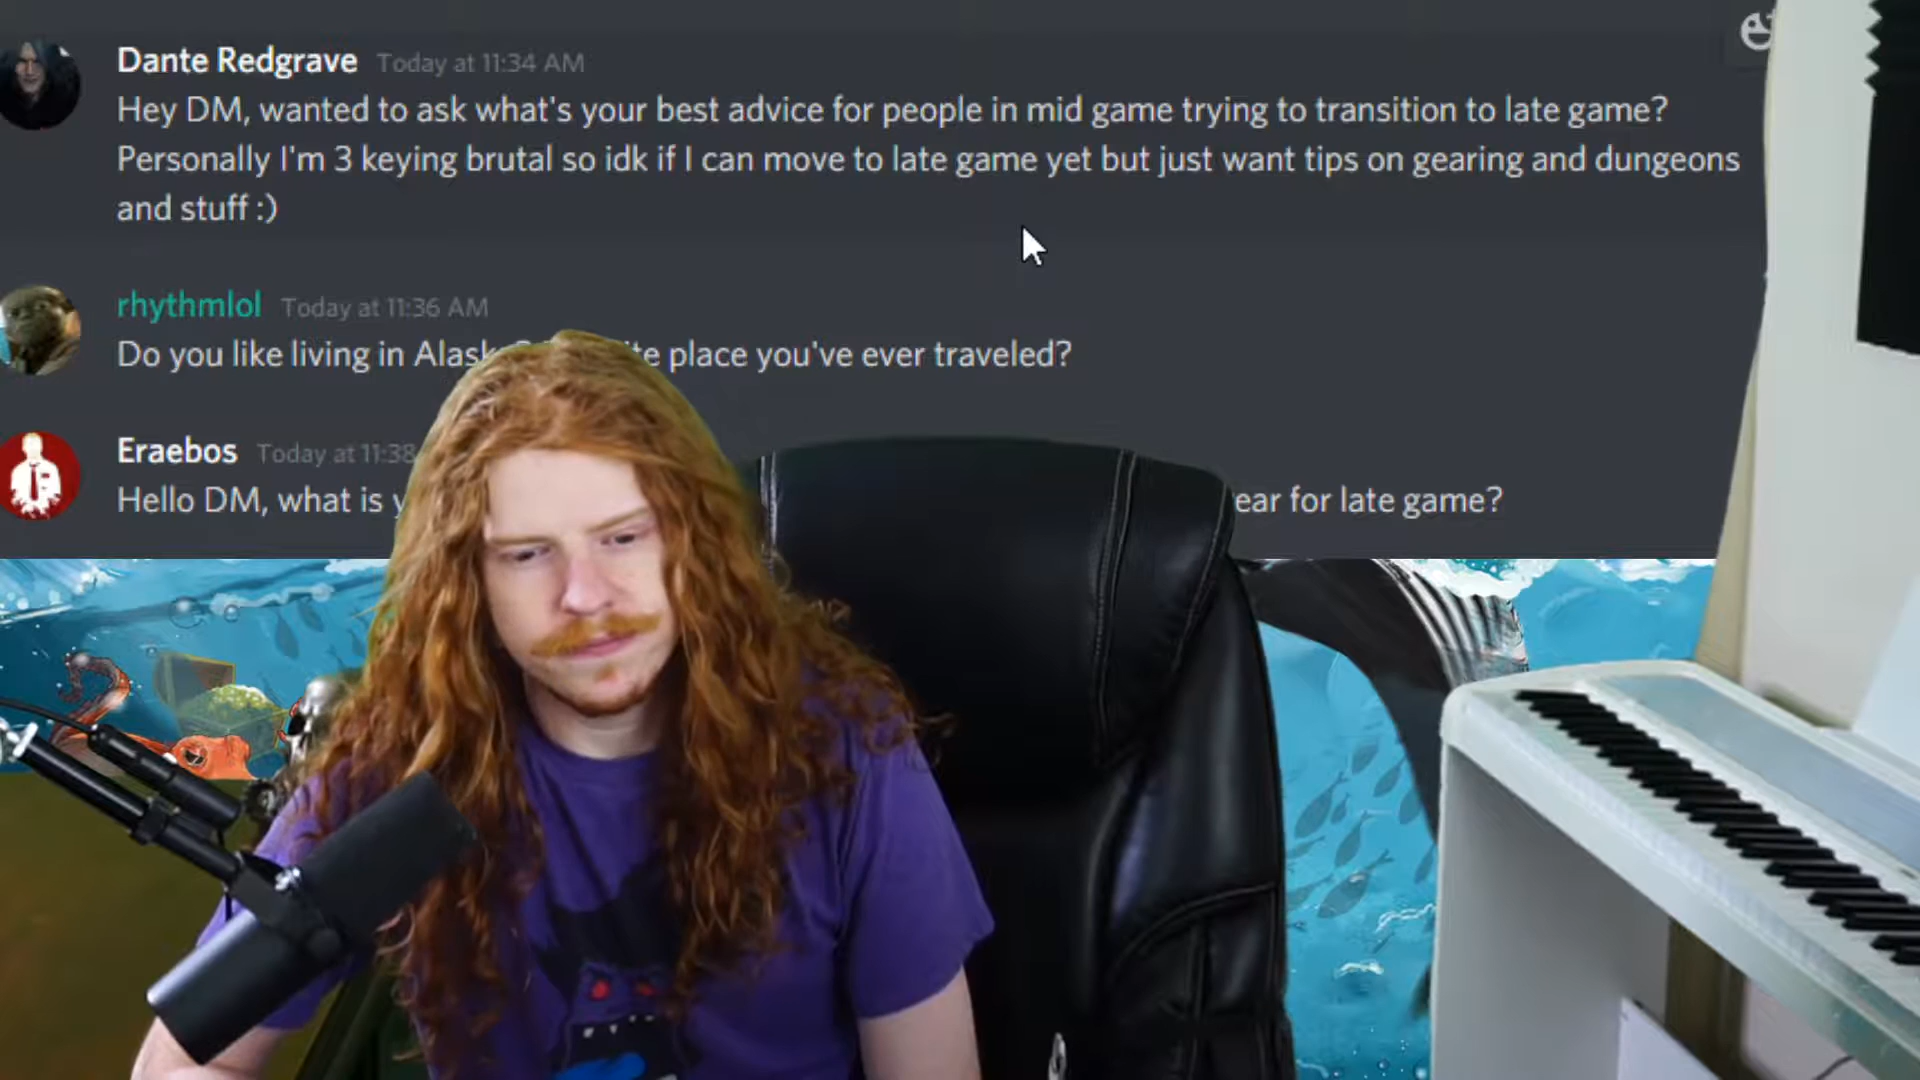 Dante Redgrave Today at 11:34 AM
Hey DM, wanted to ask what's your best advice for people in mid game trying to transition to late game?
Personally I'm 3 keying brutal so idk if I can move to late game yet but just want tips on gearing and dungeons
and stuff :)
rhythmlol Today at 11:36 AM
Do you like living in place you've ever traveled?
Eraebos Today at 11:38
Hello DM, what is for late game?